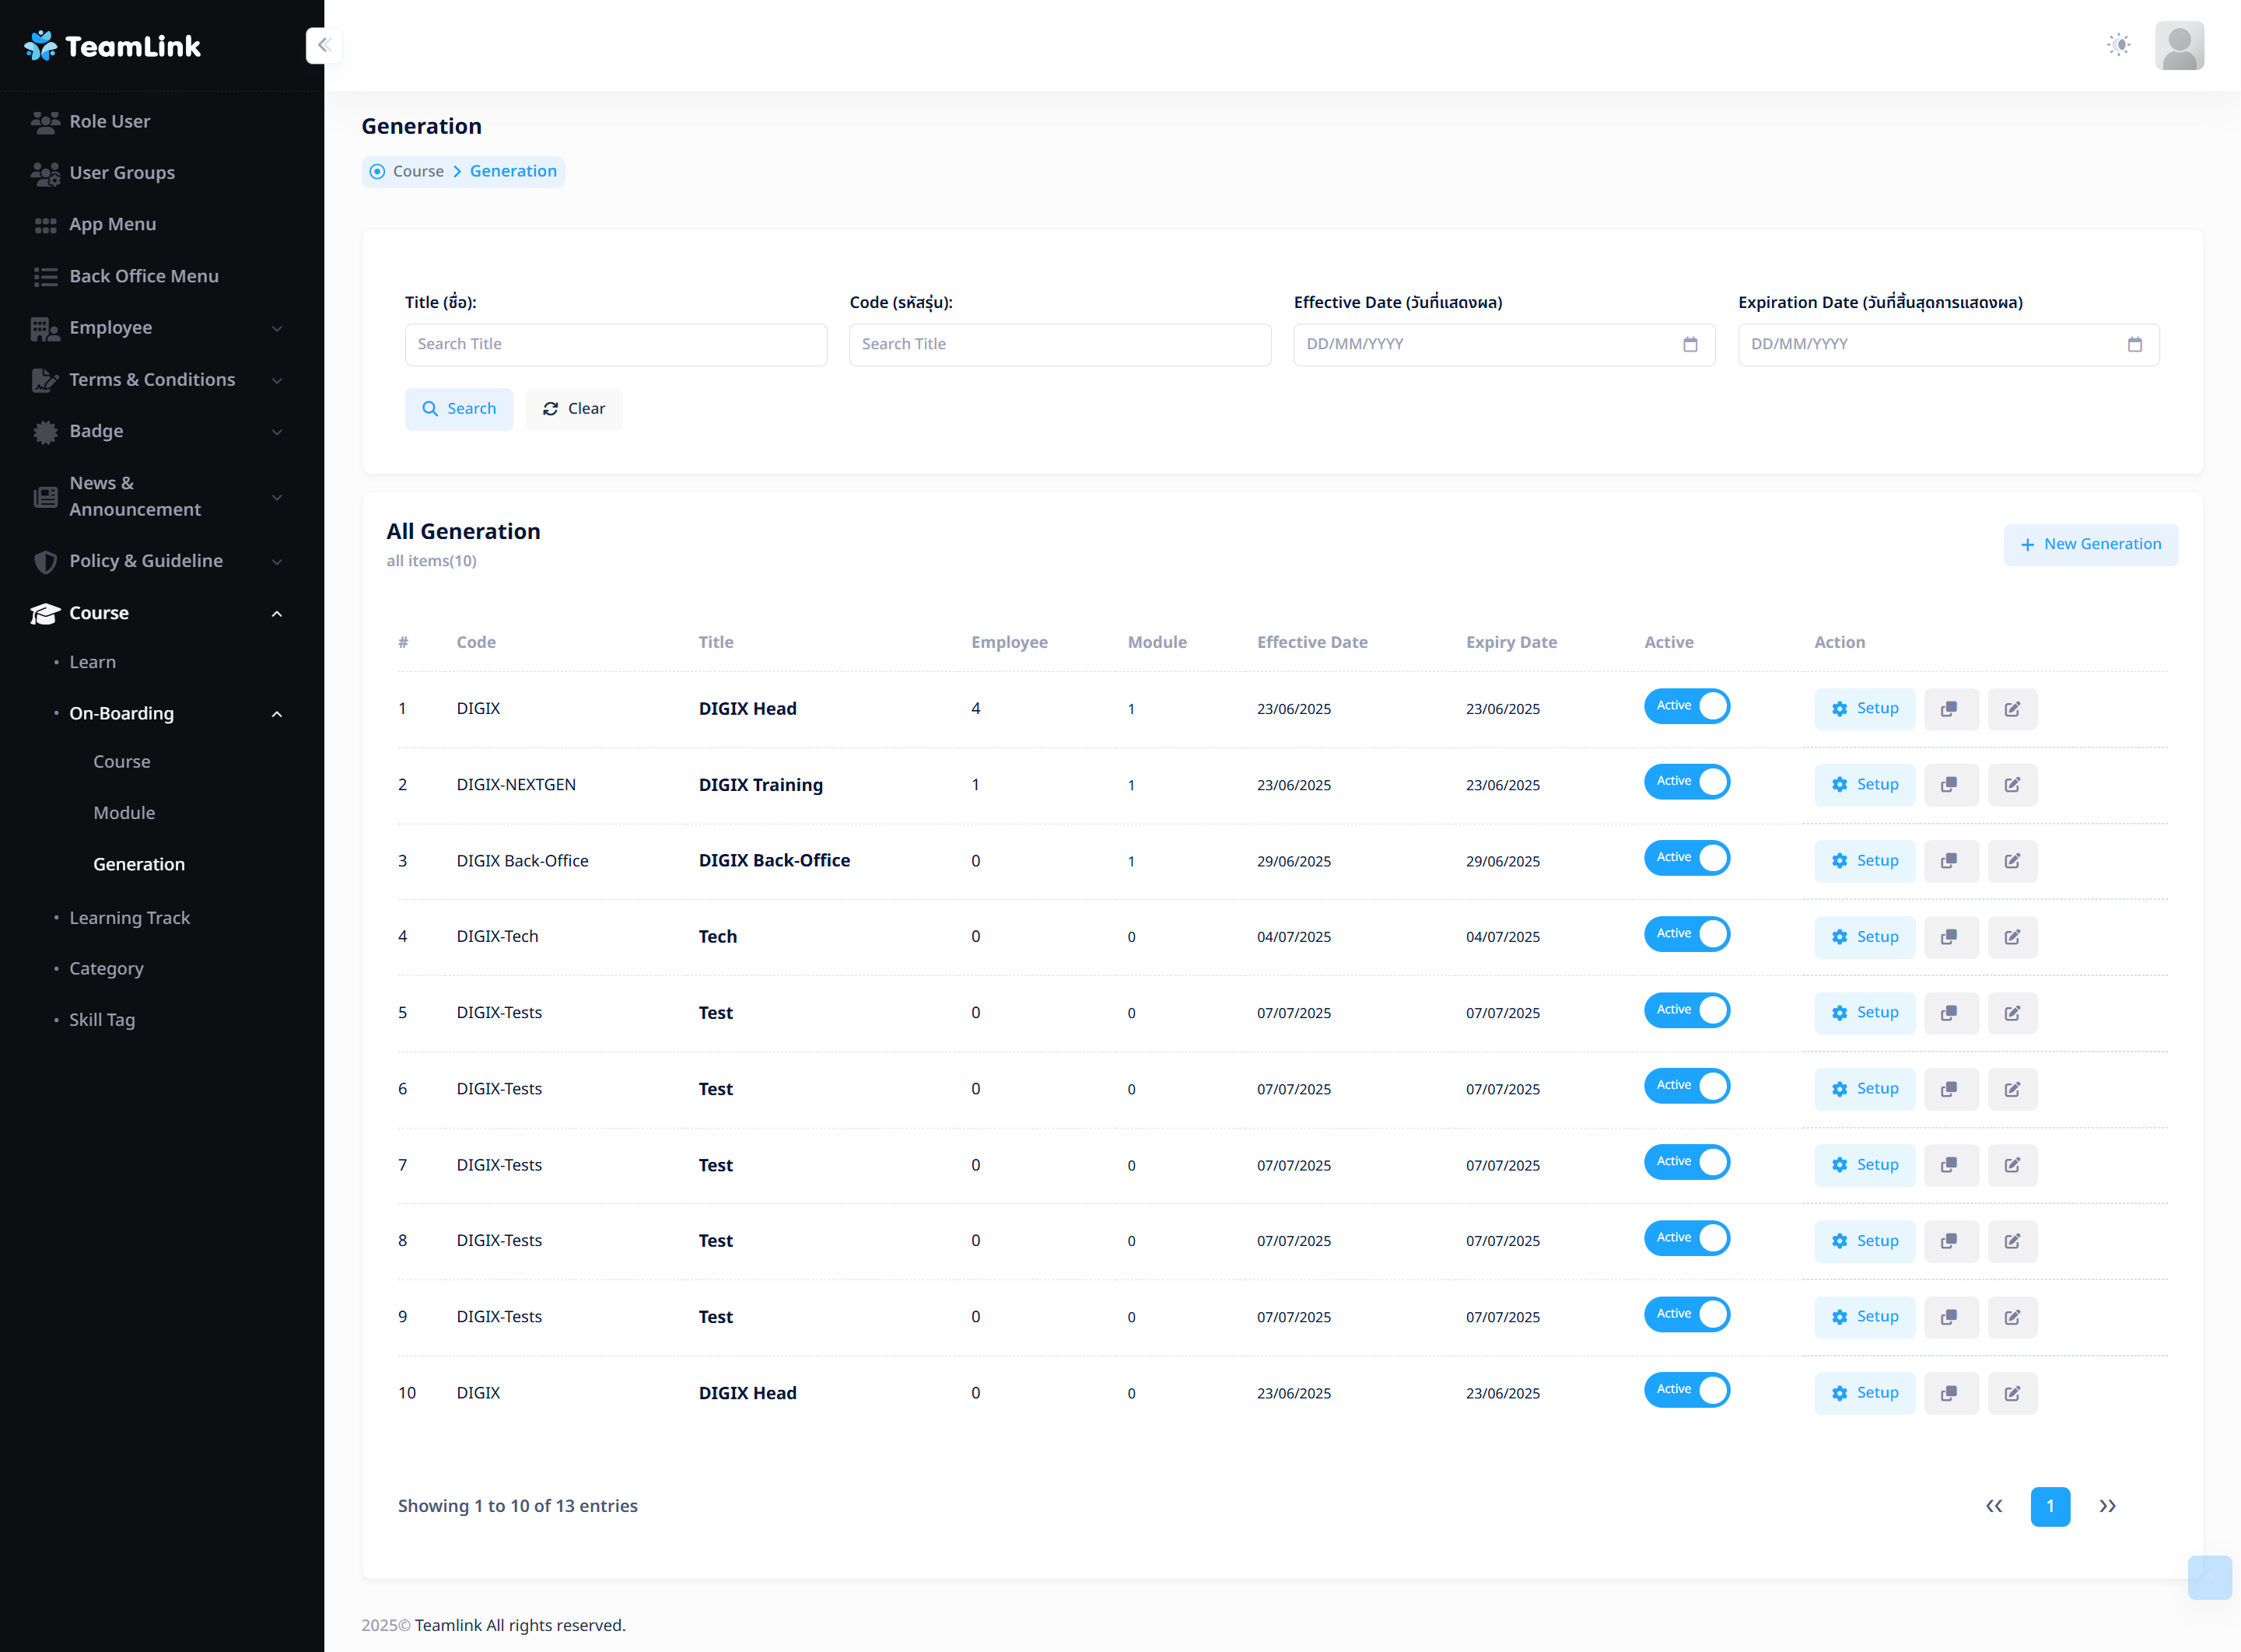 TeamLink
Role User
User Groups
App Menu
Back Office Menu
Employee
Terms & Conditions
Badge
News &
Announcement
Policy & Guideline
Course
Learn
On-Boarding
Course
Module
Generation
Learning Track
Category
Skill Tag
Generation
Course > Generation
Title (ชื่อ): Code (รหัสรุ่น): Effective Date (วันที่แสดงผล) Expiration Date (วันที่สิ้นสุดการแสดงผล)
Search Title Search Title DD/MM/YYYY DD/MM/YYYY
Search Clear
All Generation
all items(10)
+ New Generation
# Code Title Employee Module Effective Date Expiry Date Active Action
1 DIGIX DIGIX Head 4 1 23/06/2025 23/06/2025 Active Setup
2 DIGIX-NEXTGEN DIGIX Training 1 1 23/06/2025 23/06/2025 Active Setup
3 DIGIX Back-Office DIGIX Back-Office 0 1 29/06/2025 29/06/2025 Active Setup
4 DIGIX-Tech Tech 0 0 04/07/2025 04/07/2025 Active Setup
5 DIGIX-Tests Test 0 0 07/07/2025 07/07/2025 Active Setup
6 DIGIX-Tests Test 0 0 07/07/2025 07/07/2025 Active Setup
7 DIGIX-Tests Test 0 0 07/07/2025 07/07/2025 Active Setup
8 DIGIX-Tests Test 0 0 07/07/2025 07/07/2025 Active Setup
9 DIGIX-Tests Test 0 0 07/07/2025 07/07/2025 Active Setup
10 DIGIX DIGIX Head 0 0 23/06/2025 23/06/2025 Active Setup
Showing 1 to 10 of 13 entries
« 1 »
2025© Teamlink All rights reserved.